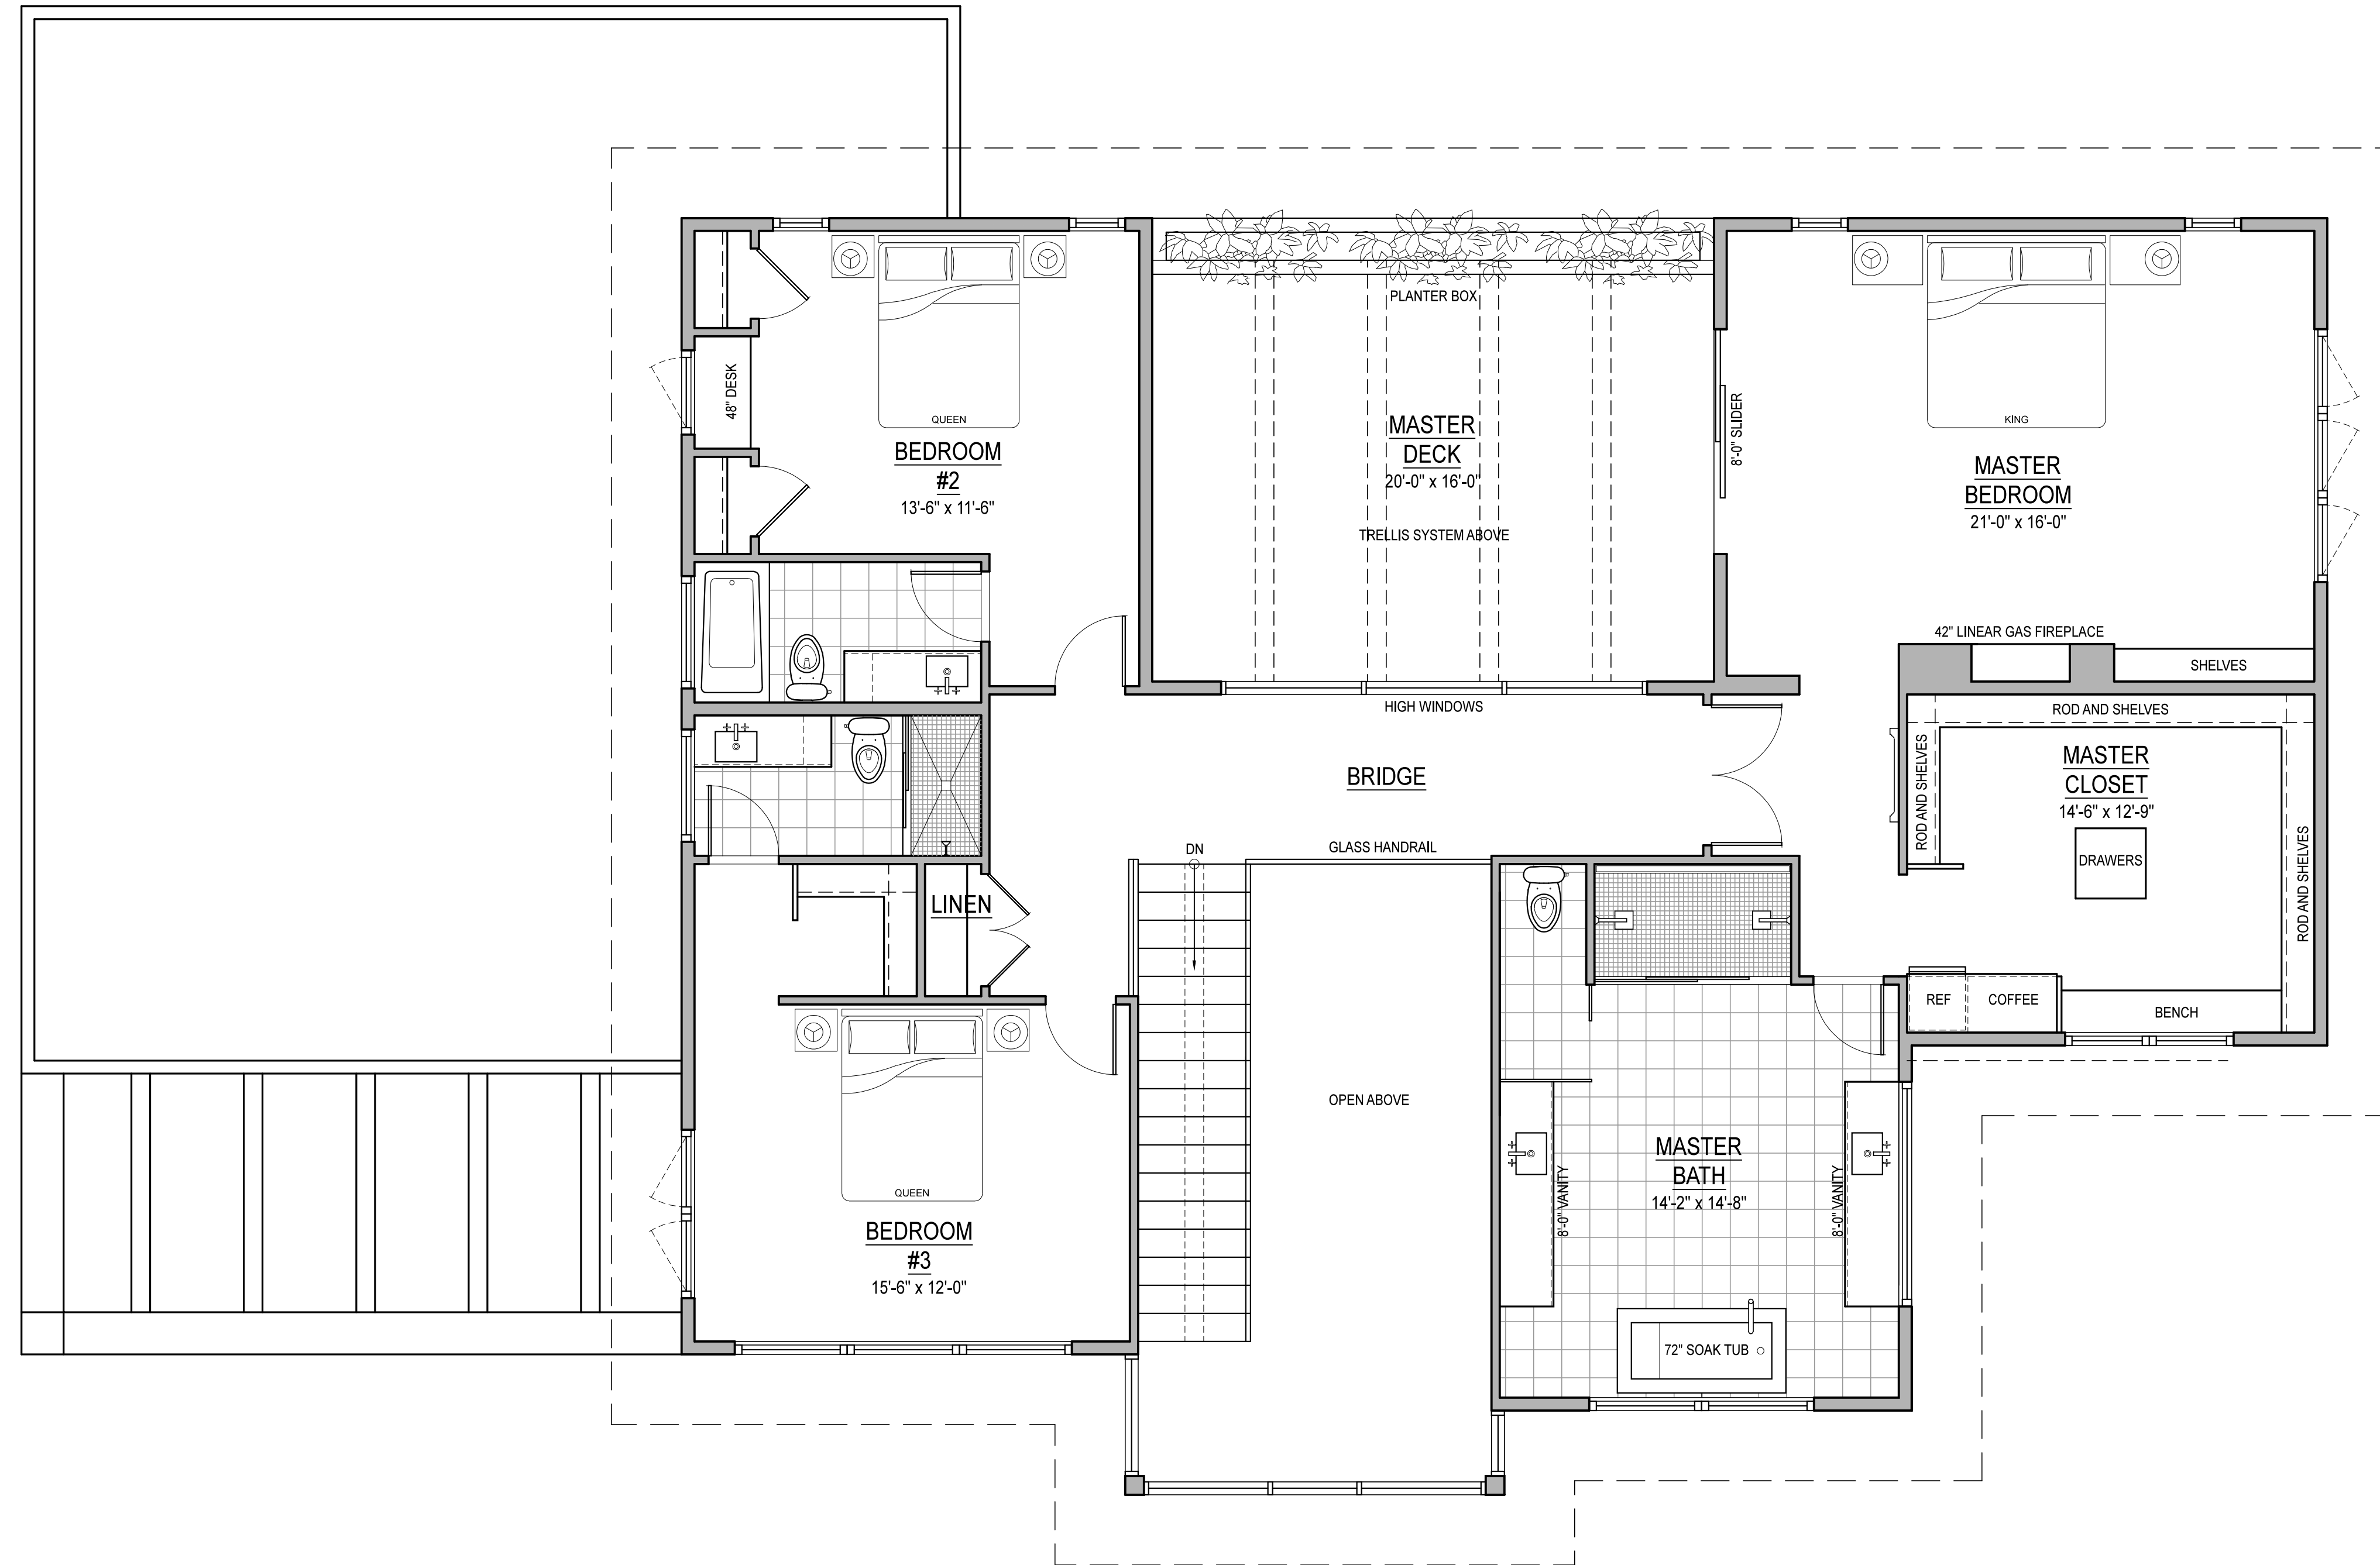 PLANTER BOX
48" DESK
QUEEN
BEDROOM
#2
13'-6" x 11'-6"
MASTER
DECK
20'-0" x 16'-0"
TRELLIS SYSTEM ABOVE
8'-0" SLIDER
KING
MASTER
BEDROOM
21'-0" x 16'-0"
42" LINEAR GAS FIREPLACE
SHELVES
HIGH WINDOWS
ROD AND SHELVES
ROD AND SHELVES
MASTER
CLOSET
14'-6" x 12'-9"
DRAWERS
ROD AND SHELVES
BRIDGE
GLASS HANDRAIL
DN
LINEN
REF
COFFEE
BENCH
OPEN ABOVE
QUEEN
BEDROOM
#3
15'-6" x 12'-0"
8'-0" VANITY
MASTER
BATH
14'-2" x 14'-8"
8'-0" VANITY
72" SOAK TUB